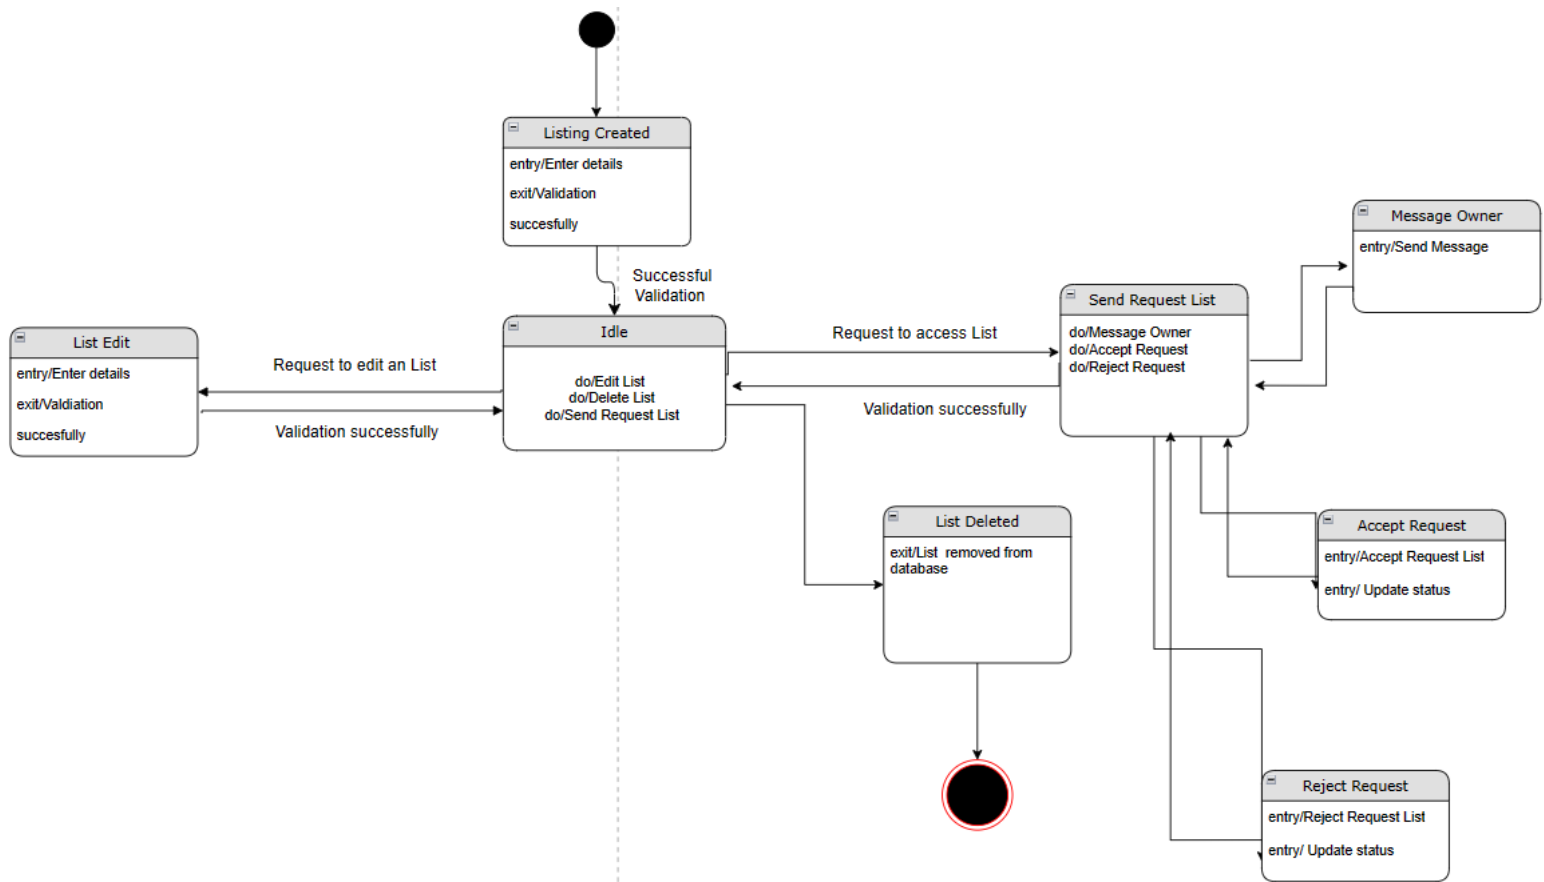 Listing Created
entry/Enter details
exit/Validation
succesfully
Successful
Validation
Idle
do/Edit List
do/Delete List
do/Send Request List
List Edit
entry/Enter details
exit/Valdiation
succesfully
Request to edit an List
Validation successfully
Request to access List
Validation successfully
Send Request List
do/Message Owner
do/Accept Request
do/Reject Request
Message Owner
entry/Send Message
List Deleted
exit/List removed from
database
Accept Request
entry/Accept Request List
entry/ Update status
Reject Request
entry/Reject Request List
entry/ Update status